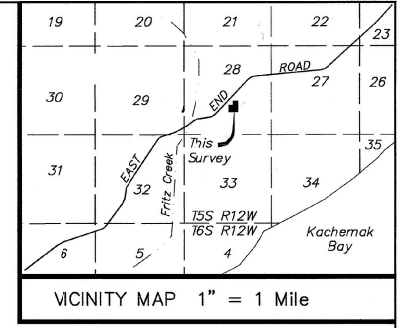 19 20 21 22
23
28
ROAD
27 26
30 29
END
This
Survey
35
31
EAST
32
Fritz Creek
33 34
T5S R12W
T6S R12W
Kachemak
Bay
6 5 4
VICINITY MAP 1" = 1 Mile